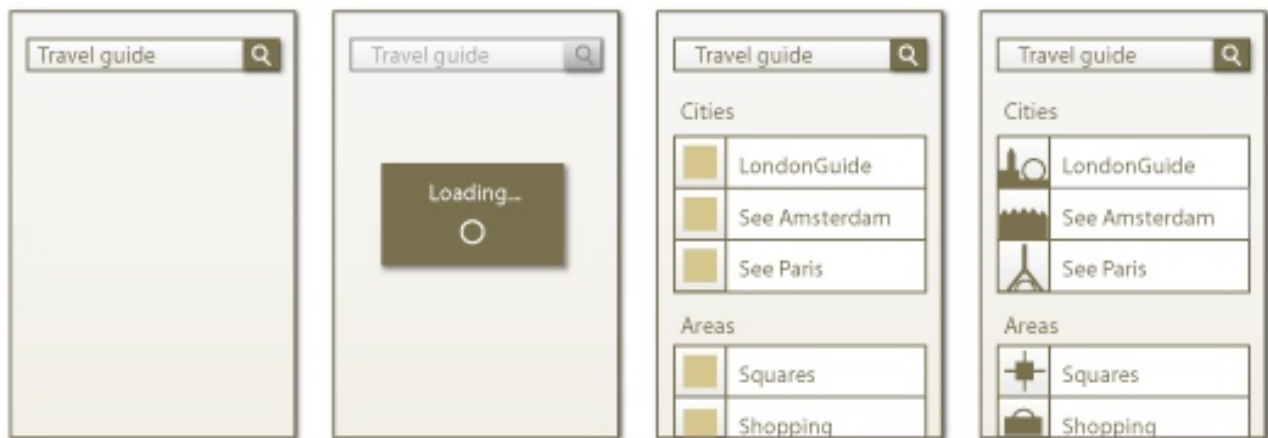 Travel guide
Travel guide
Loading...
Travel guide
Cities
LondonGuide
See Amsterdam
See Paris
Areas
Squares
Shopping
Travel guide
Cities
LondonGuide
See Amsterdam
See Paris
Areas
Squares
Shopping